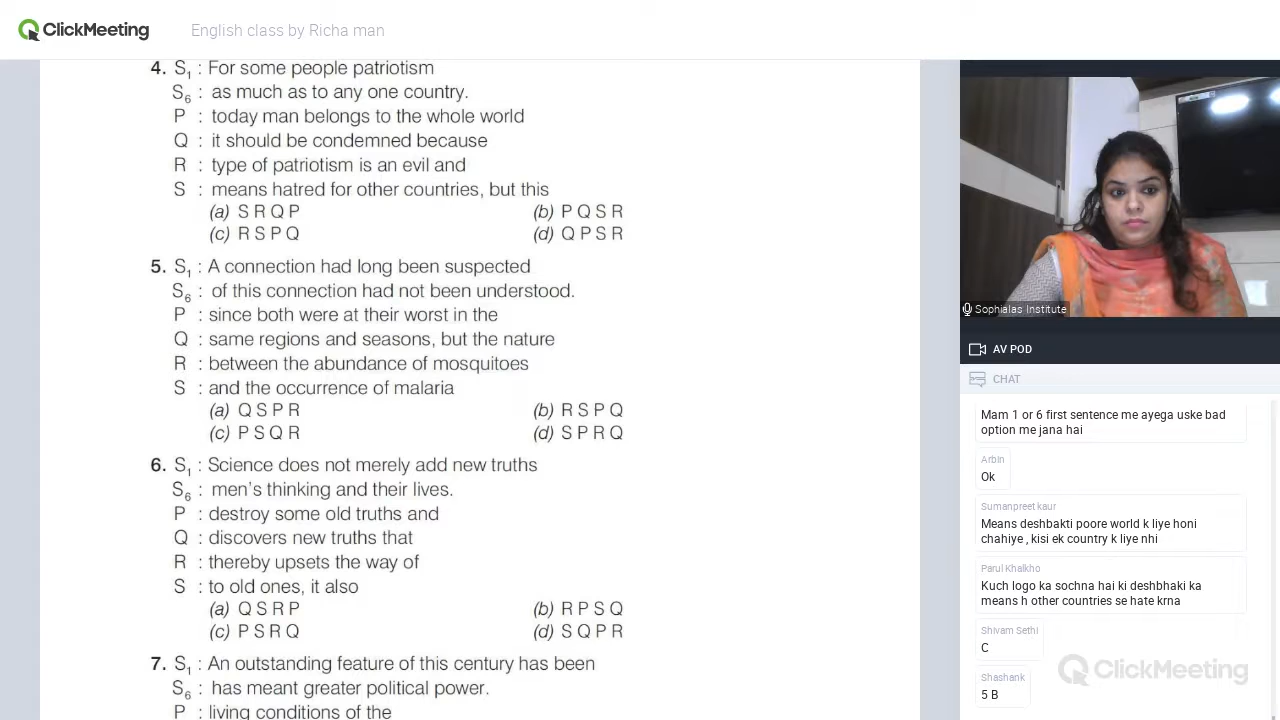 ClickMeeting
English class by Richa man
4. S1 : For some people patriotism
S6 : as much as to any one country.
P : today man belongs to the whole world
Q : it should be condemned because
R : type of patriotism is an evil and
S : means hatred for other countries, but this
(a) S R Q P (b) P Q S R
(c) R S P Q (d) Q P S R
5. S1 : A connection had long been suspected
S6 : of this connection had not been understood.
P : since both were at their worst in the
Q : same regions and seasons, but the nature
R : between the abundance of mosquitoes
S : and the occurrence of malaria
(a) Q S P R (b) R S P Q
(c) P S Q R (d) S P R Q
6. S1 : Science does not merely add new truths
S6 : men's thinking and their lives.
P : destroy some old truths and
Q : discovers new truths that
R : thereby upsets the way of
S : to old ones, it also
(a) Q S R P (b) R P S Q
(c) P S R Q (d) S Q P R
7. S1 : An outstanding feature of this century has been
S6 : has meant greater political power.
P : living conditions of the
Sophialas Institute
AV POD
CHAT
Mam 1 or 6 first sentence me ayega uske bad
option me jana hai
Arbin
Ok
Sumanpreet kaur
Means deshbakti poore world k liye honi
chahiye , kisi ek country k liye nhi
Parul Khalkho
Kuch logo ka sochna hai ki deshbhaki ka
means h other countries se hate krna
Shivam Sethi
C
Shashank
5 B
ClickMeeting